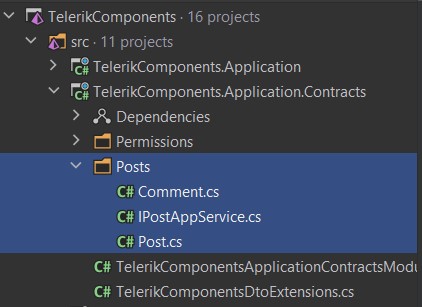 TelerikComponents · 16 projects
src · 11 projects
C# TelerikComponents.Application
C# TelerikComponents.Application.Contracts
Dependencies
Permissions
Posts
C# Comment.cs
C# IPostAppService.cs
C# Post.cs
C# TelerikComponentsApplicationContractsModu
C# TelerikComponentsDtoExtensions.cs